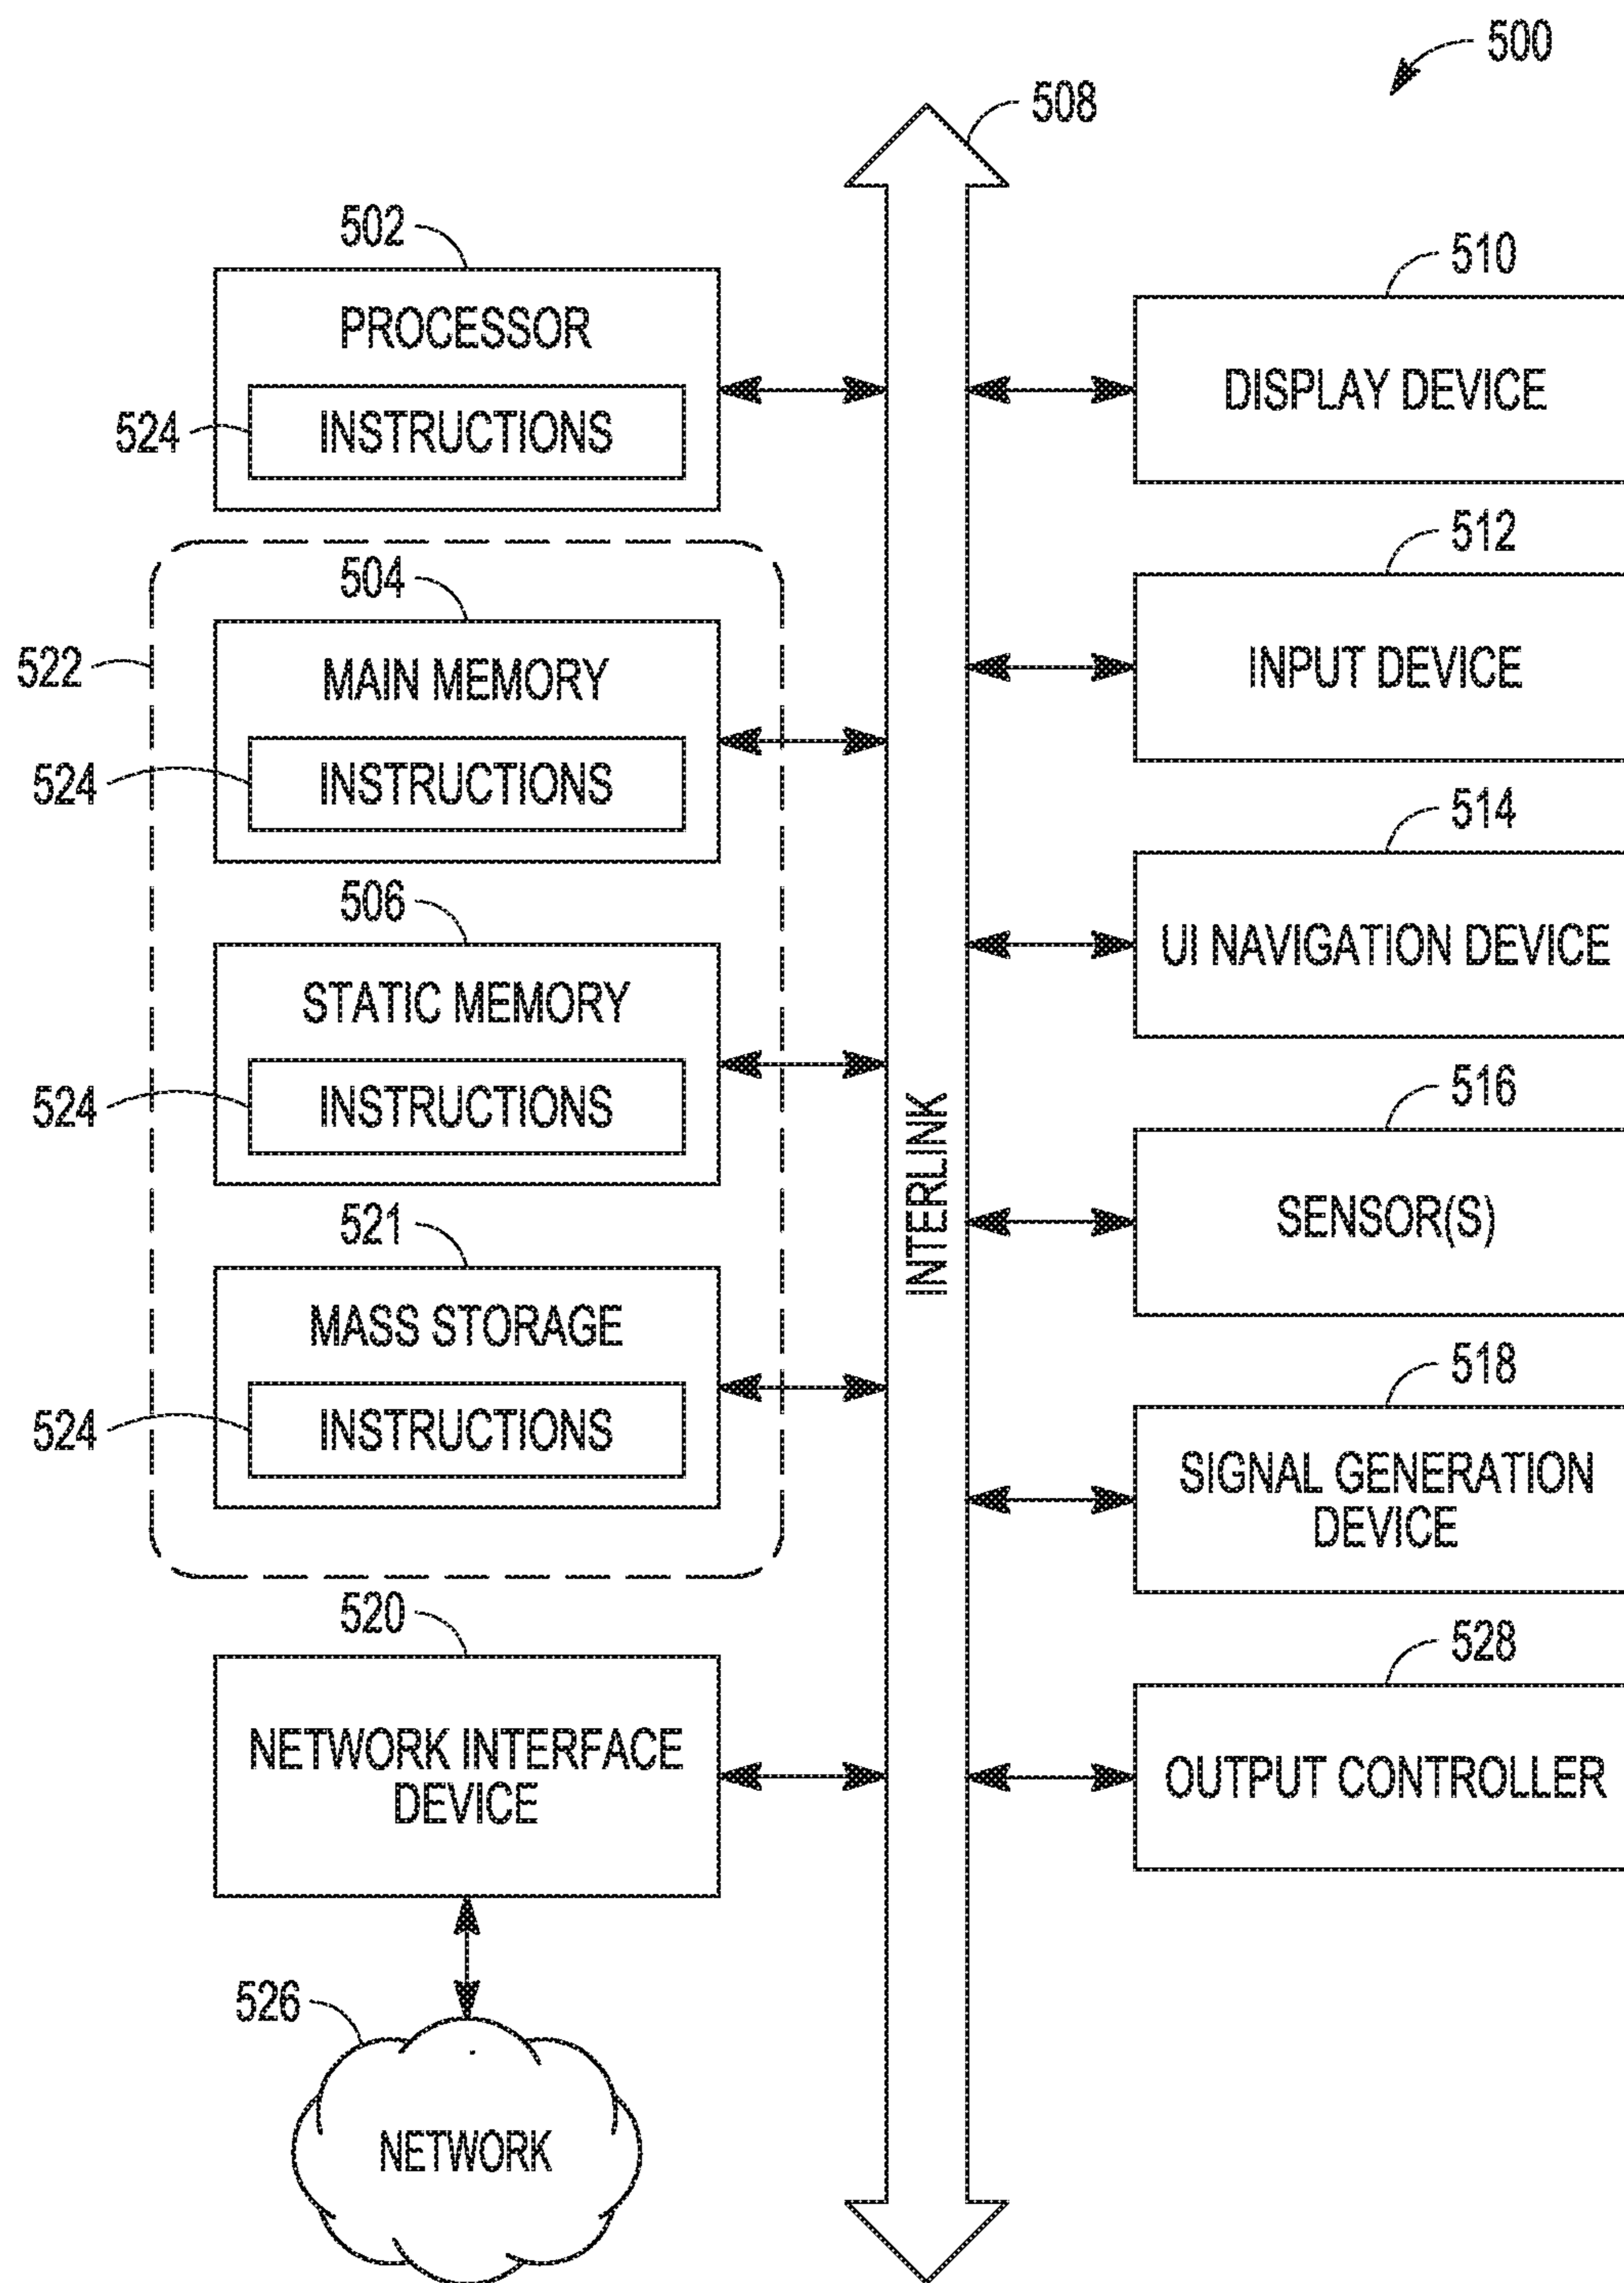 500
508
502
PROCESSOR
524
INSTRUCTIONS
504
522
MAIN MEMORY
524
INSTRUCTIONS
506
STATIC MEMORY
524
INSTRUCTIONS
521
MASS STORAGE
524
INSTRUCTIONS
520
NETWORK INTERFACE
DEVICE
526
NETWORK
INTERLINK
510
DISPLAY DEVICE
512
INPUT DEVICE
514
UI NAVIGATION DEVICE
516
SENSOR(S)
518
SIGNAL GENERATION
DEVICE
528
OUTPUT CONTROLLER